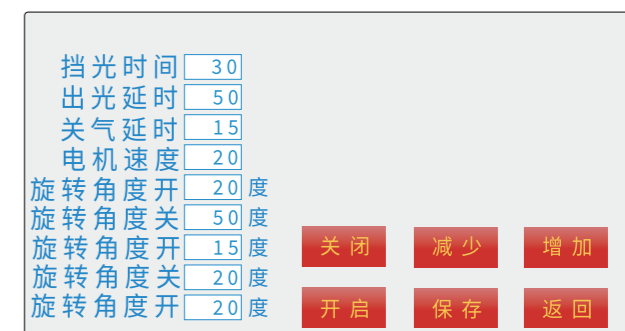 挡光时间 30
出光延时 50
关气延时 15
电机速度 20
旋转角度开 20 度
旋转角度关 50 度
旋转角度开 15 度
旋转角度关 20 度
旋转角度开 20 度
关闭 减少 增加
开启 保存 返回